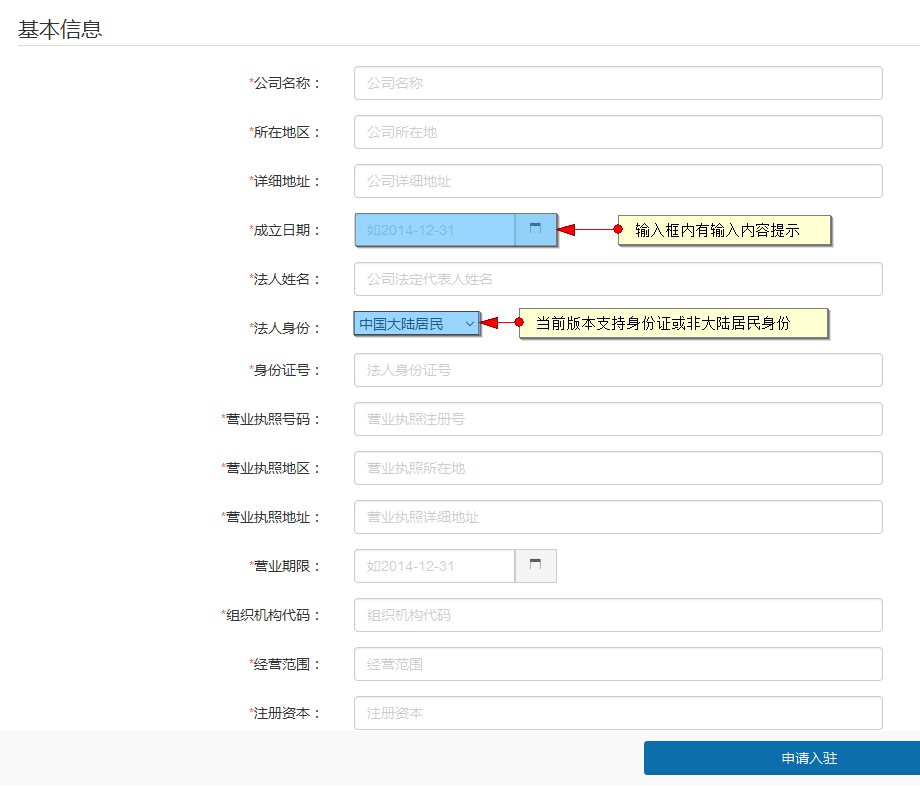 基本信息
*公司名称： 公司名称
*所在地区： 公司所在地
*详细地址： 公司详细地址
*成立日期： 如2014-12-31 输入框内有输入内容提示
*法人姓名： 公司法定代表人姓名
*法人身份： 中国大陆居民 当前版本支持身份证或非大陆居民身份
*身份证号： 法人身份证号
*营业执照号码： 营业执照注册号
*营业执照地区： 营业执照所在地
*营业执照地址： 营业执照详细地址
*营业期限： 如2014-12-31
*组织机构代码： 组织机构代码
*经营范围： 经营范围
*注册资本： 注册资本
申请入驻